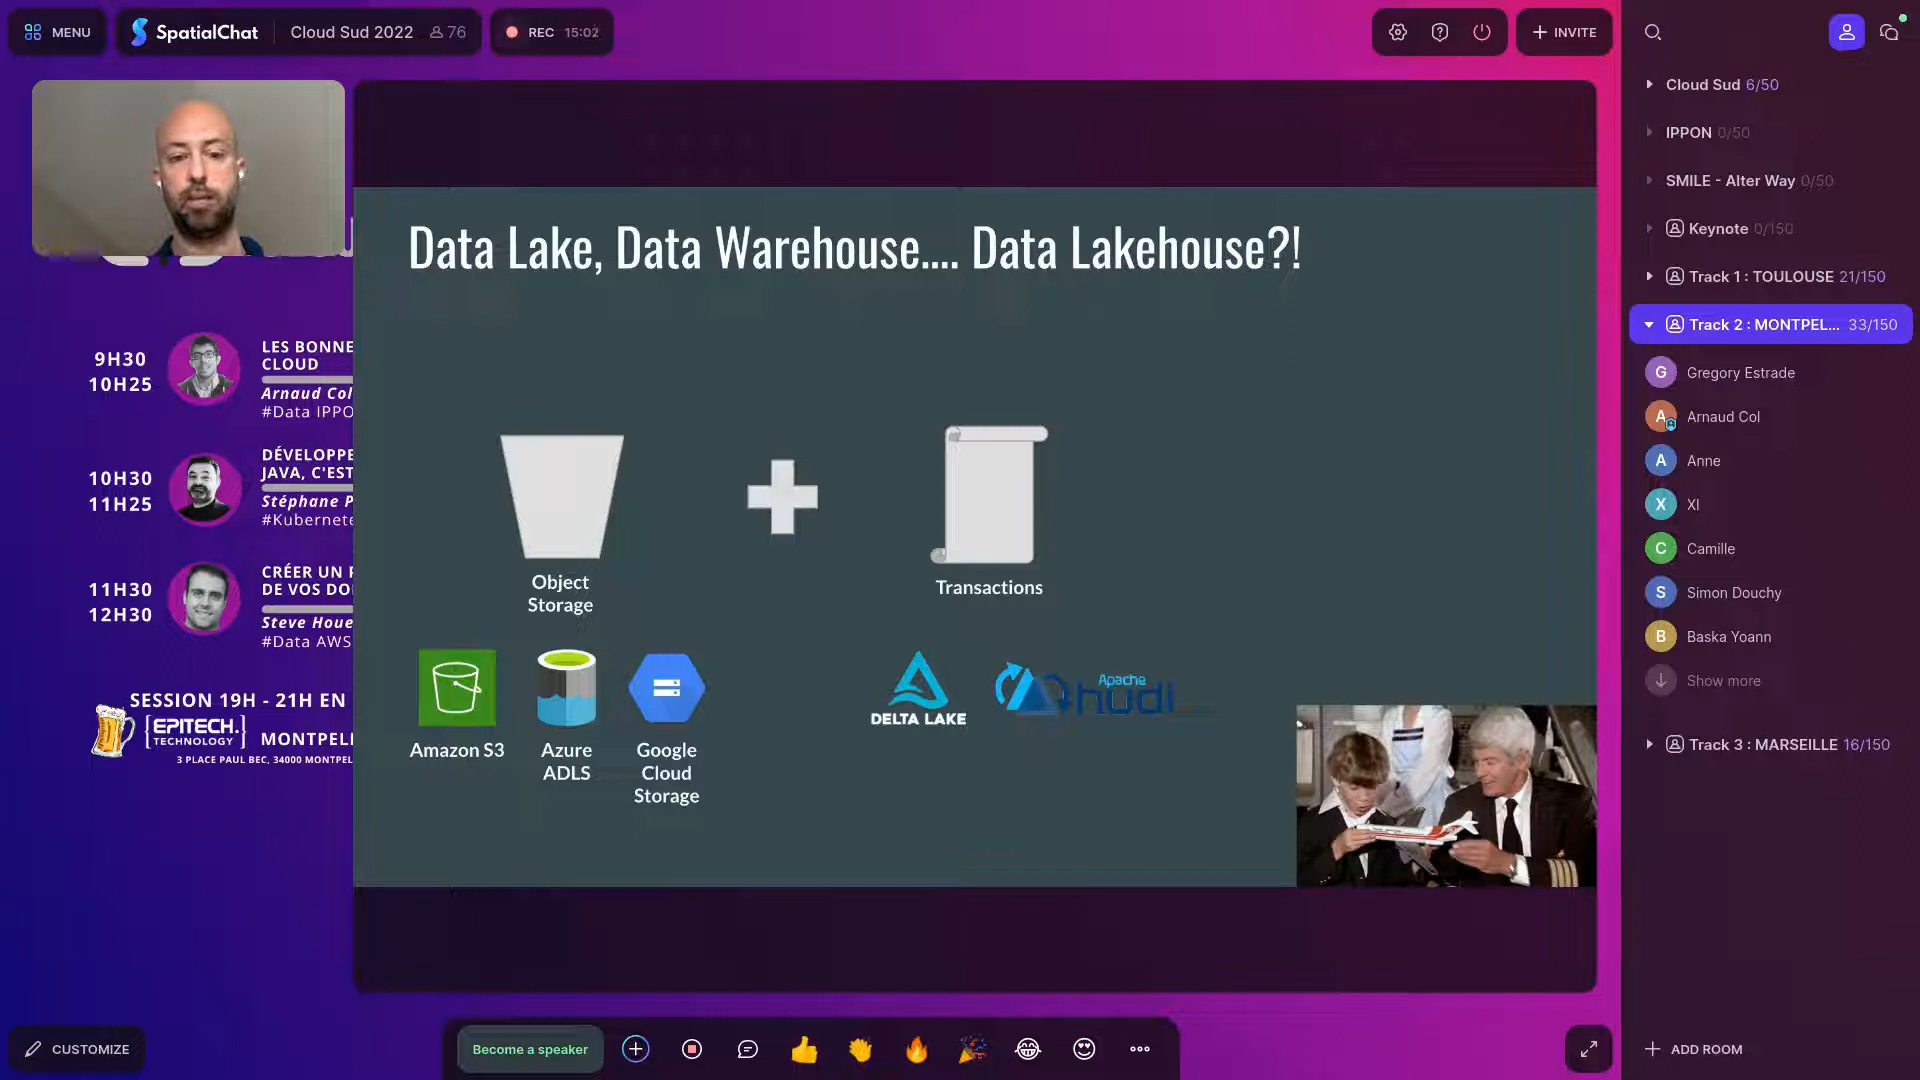 MENU
SpatialChat
Cloud Sud 2022
76
REC 15:02
INVITE
9H30
10H25
LES BONNE
CLOUD
Arnaud Col
#Data IPPO
10H30
11H25
DÉVELOPPE
JAVA, C'EST
Stéphane P
#Kubernete
11H30
12H30
CRÉER UN
DE VOS DO
Steve Houe
#Data AWS
SESSION 19H - 21H EN
[EPITECH.]
TECHNOLOGY
MONTPELL
3 PLACE PAUL BEC, 34000 MONTPEL
Data Lake, Data Warehouse.... Data Lakehouse?!
Object
Storage
Transactions
Amazon S3
Azure
ADLS
Google
Cloud
Storage
DELTA LAKE
Apache
hudi
Cloud Sud 6/50
IPPON 0/50
SMILE - Alter Way 0/50
Keynote 0/150
Track 1 : TOULOUSE 21/150
Track 2 : MONTPEL... 33/150
G Gregory Estrade
A Arnaud Col
A Anne
X XI
C Camille
S Simon Douchy
B Baska Yoann
Show more
Track 3 : MARSEILLE 16/150
CUSTOMIZE
Become a speaker
ADD ROOM